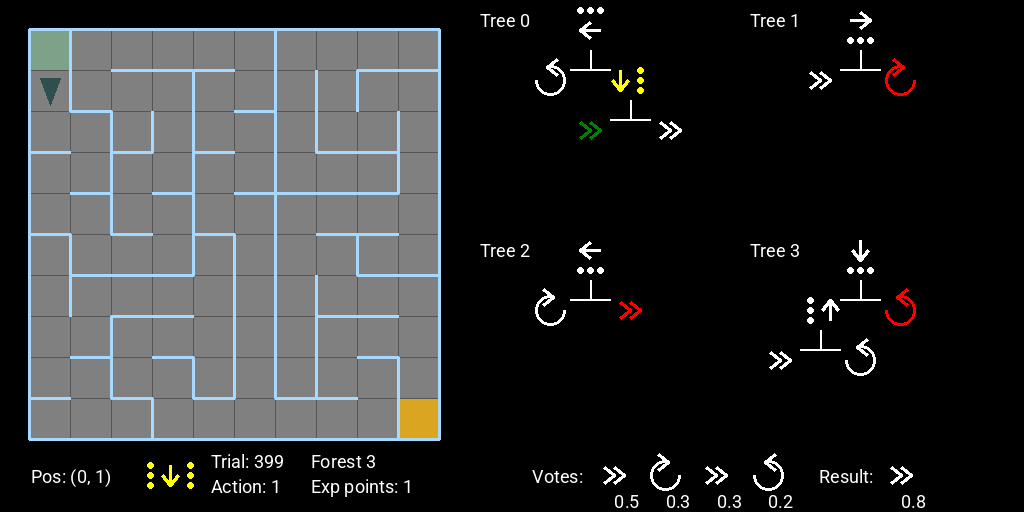 Tree 0
Tree 1
Tree 2
Tree 3
Pos: (0, 1)
Trial: 399
Forest 3
Action: 1
Exp points: 1
Votes:
0.5
0.3
0.3
0.2
Result:
0.8